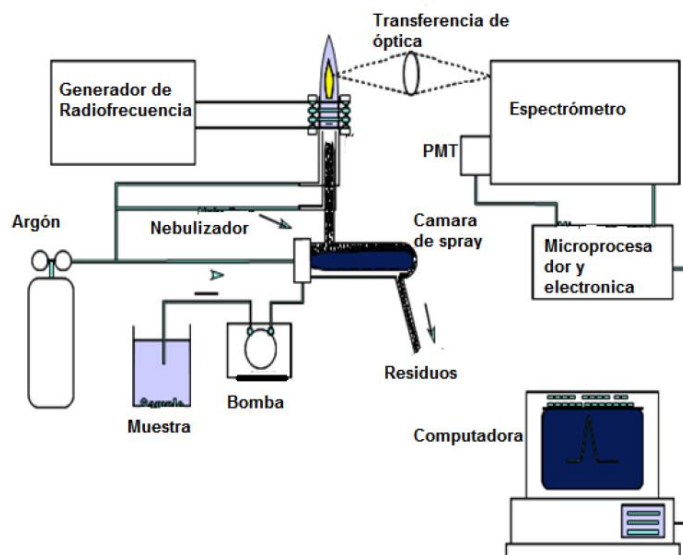 Transferencia de
óptica
Generador de
Radiofrecuencia
Espectrómetro
PMT
Argón
Nebulizador
Camara
de spray
Microprocesa
dor y
electronica
Residuos
Bomba
Muestra
Computadora